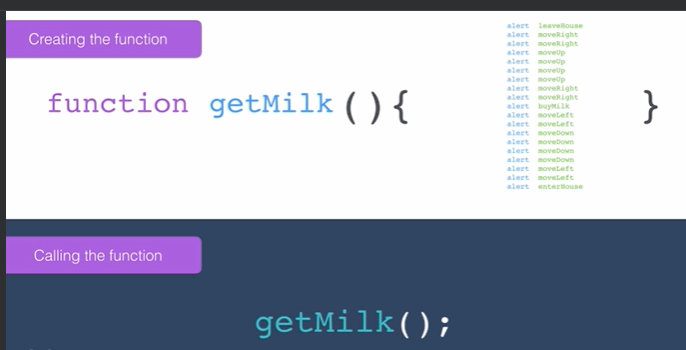 Creating the function
function getMilk(){
alert leaveHouse
alert moveRight
alert moveRight
alert moveUp
alert moveUp
alert moveUp
alert moveUp
alert moveRight
alert moveRight
alert buyMilk
alert moveLeft
alert moveLeft
alert moveDown
alert moveDown
alert moveDown
alert moveDown
alert moveLeft
alert moveLeft
alert enterHouse
}
Calling the function
getMilk();